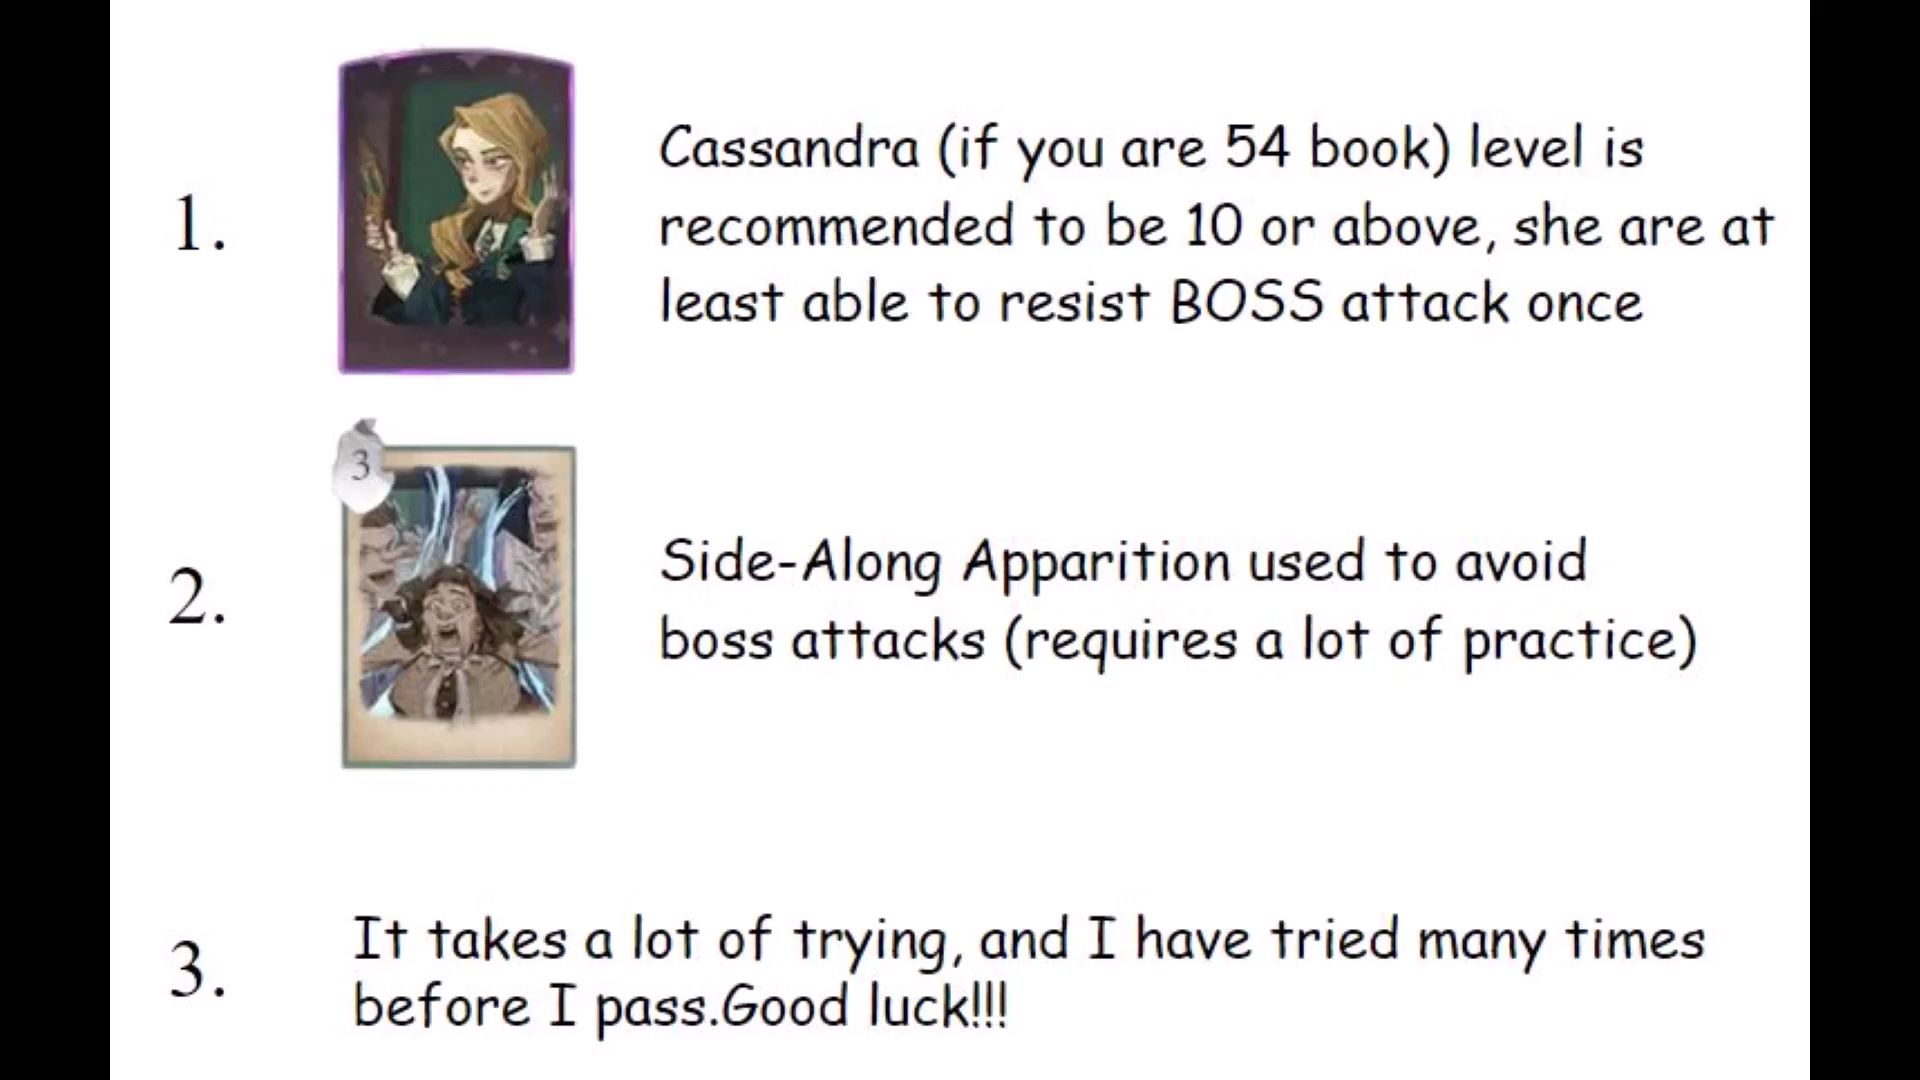 1.
Cassandra (if you are 54 book) level is
recommended to be 10 or above, she are at
least able to resist BOSS attack once
3
2.
Side-Along Apparition used to avoid
boss attacks (requires a lot of practice)
3.
It takes a lot of trying, and I have tried many times
before I pass.Good luck!!!